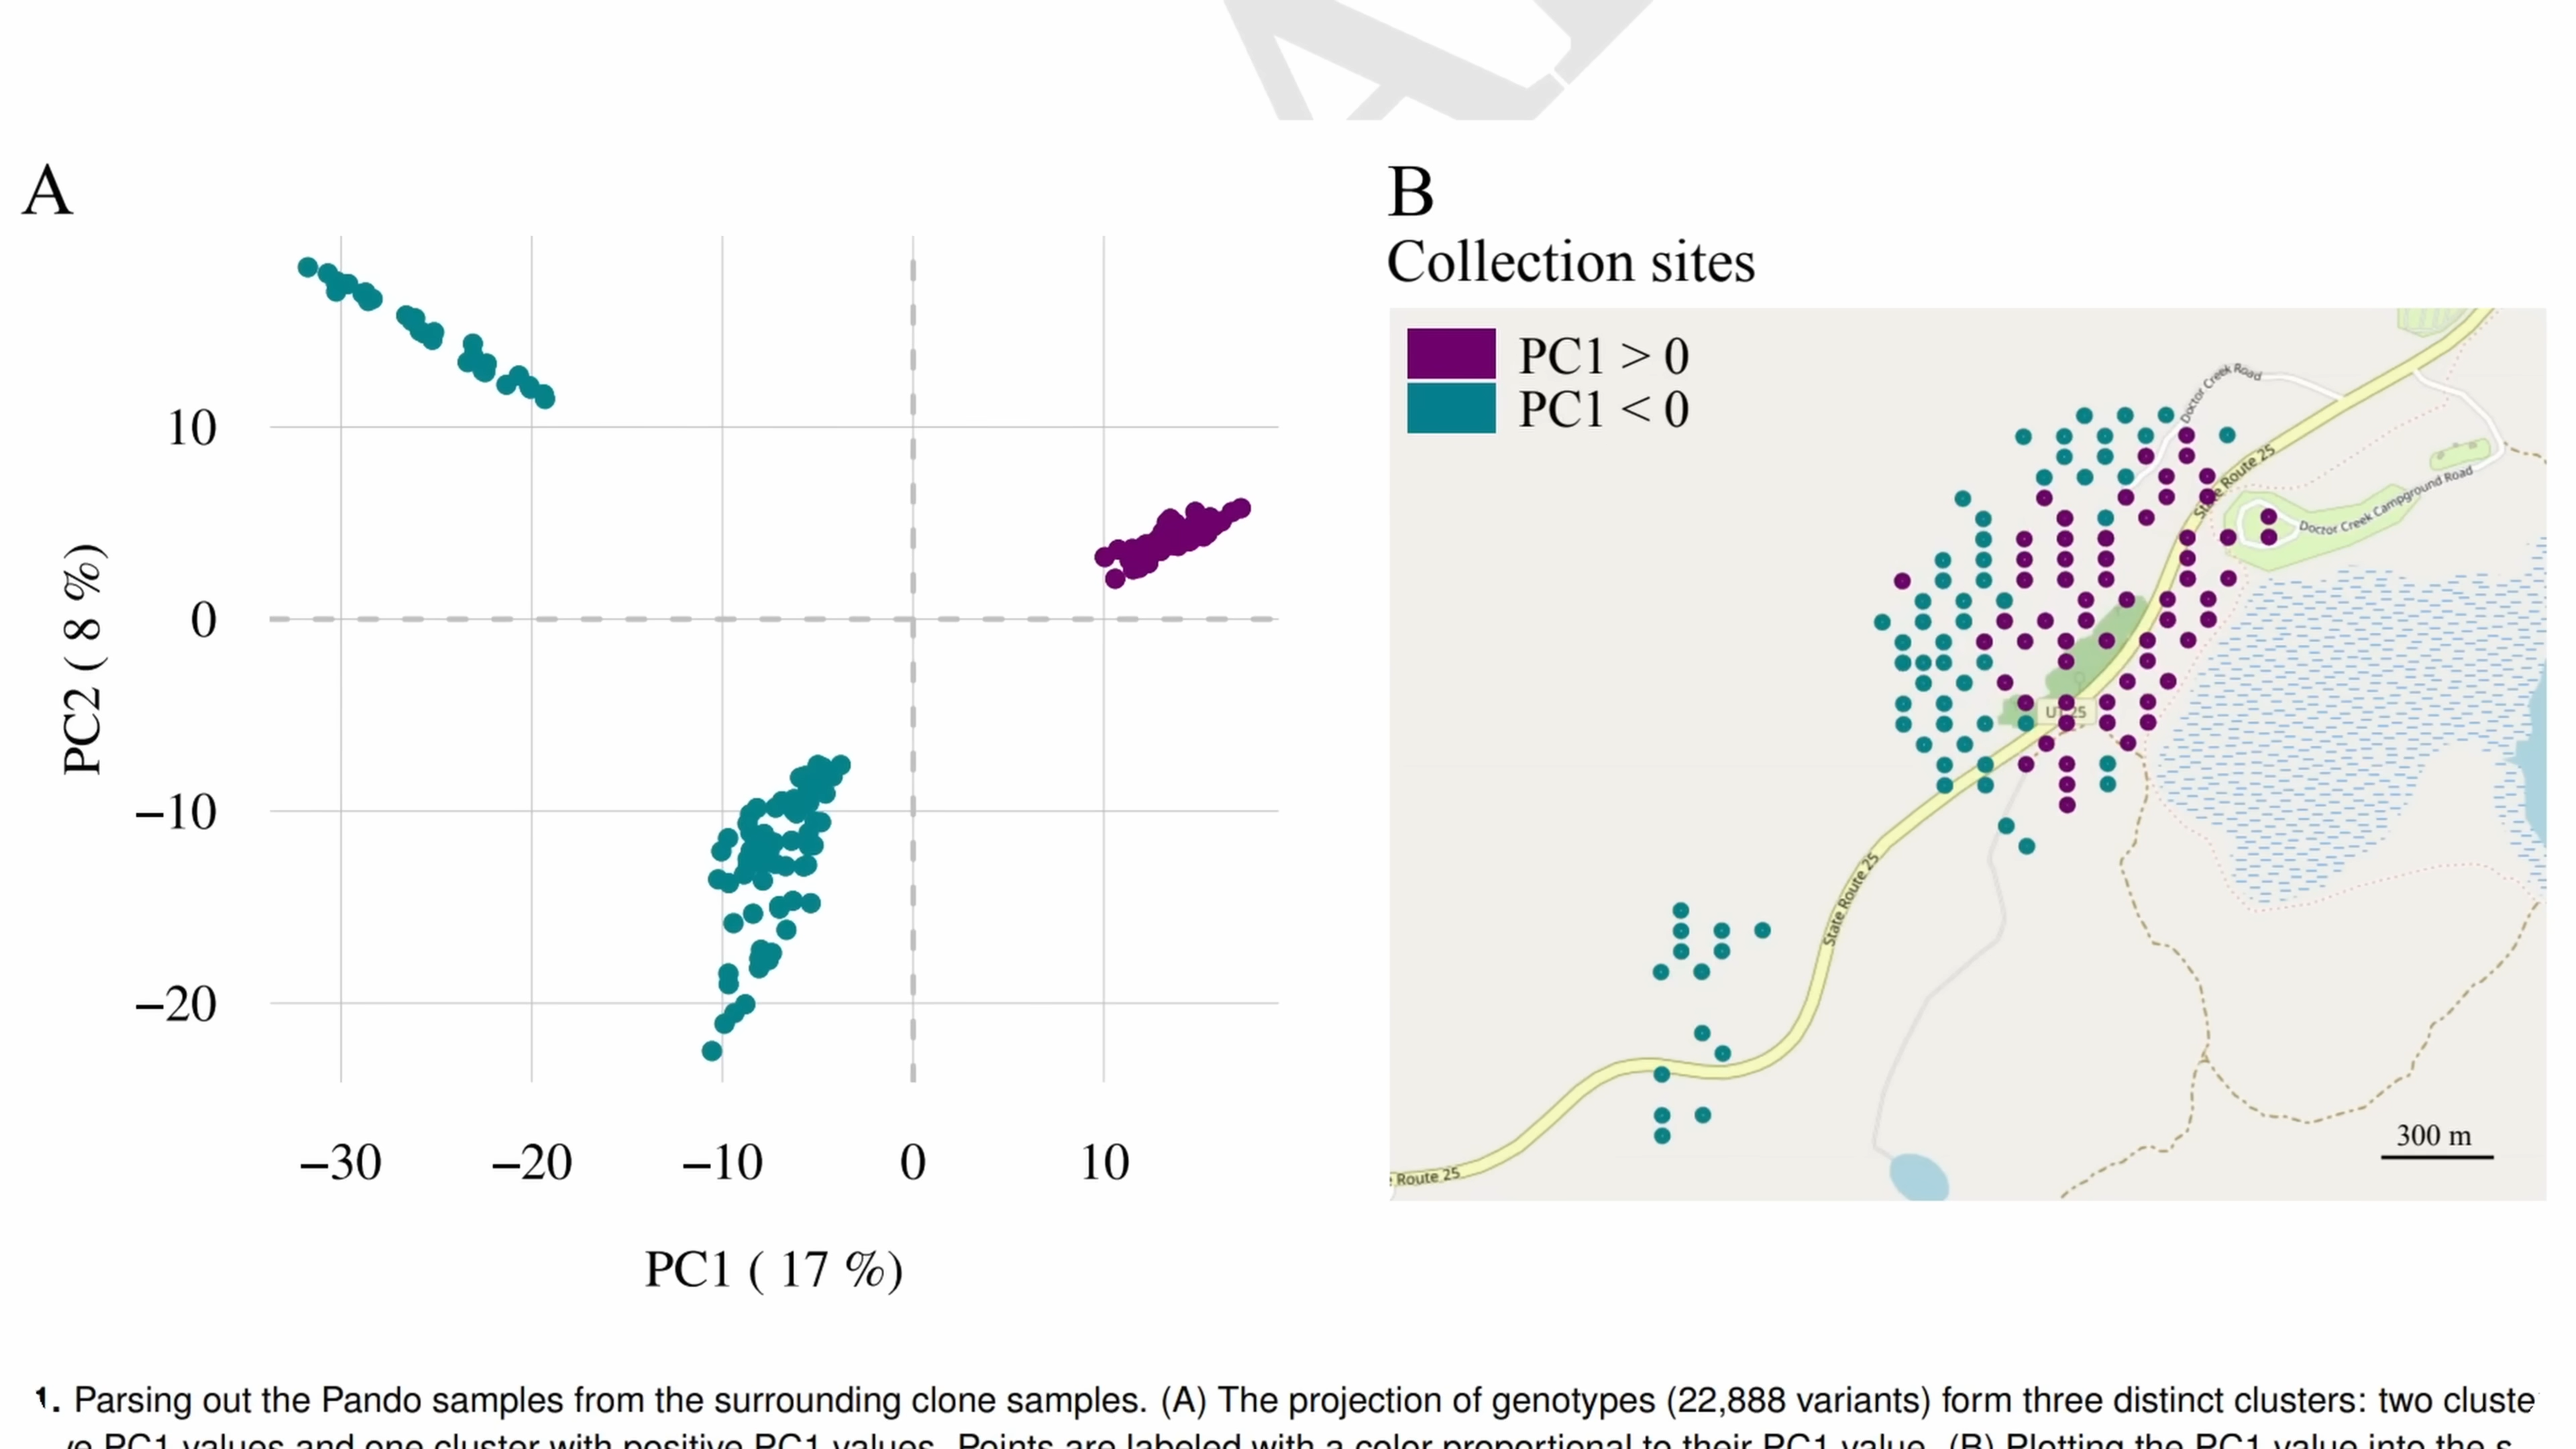 A
10
0
−10
−20
PC2 ( 8 %)
−30 −20 −10 0 10
PC1 ( 17 %)
B
Collection sites
PC1 > 0
PC1 < 0
Doctor Creek Road
State Route 25
Doctor Creek Campground Road
UT 25
State Route 25
Route 25
300 m
1. Parsing out the Pando samples from the surrounding clone samples. (A) The projection of genotypes (22,888 variants) form three distinct clusters: two cluste
PC1 values and one cluster with positive PC1 values. Points are labeled with a color proportional to their PC1 value. (B) Plotting the PC1 value into the s